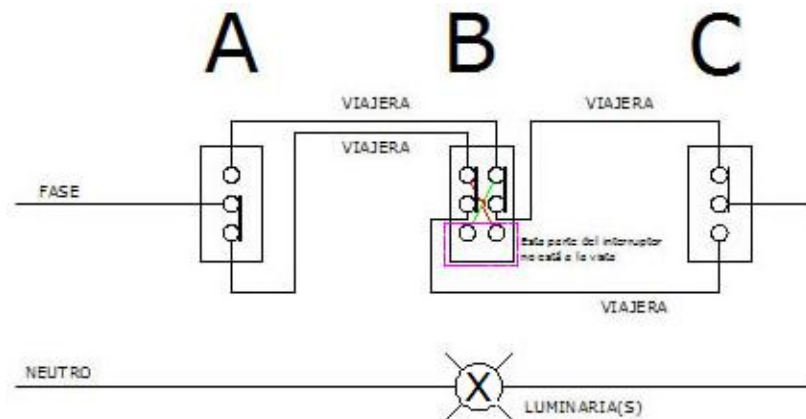 A B C
VIAJERA
VIAJERA
VIAJERA
FASE
Esta parte del interruptor
no está a la vista
VIAJERA
NEUTRO
X
LUMINARIA(S)